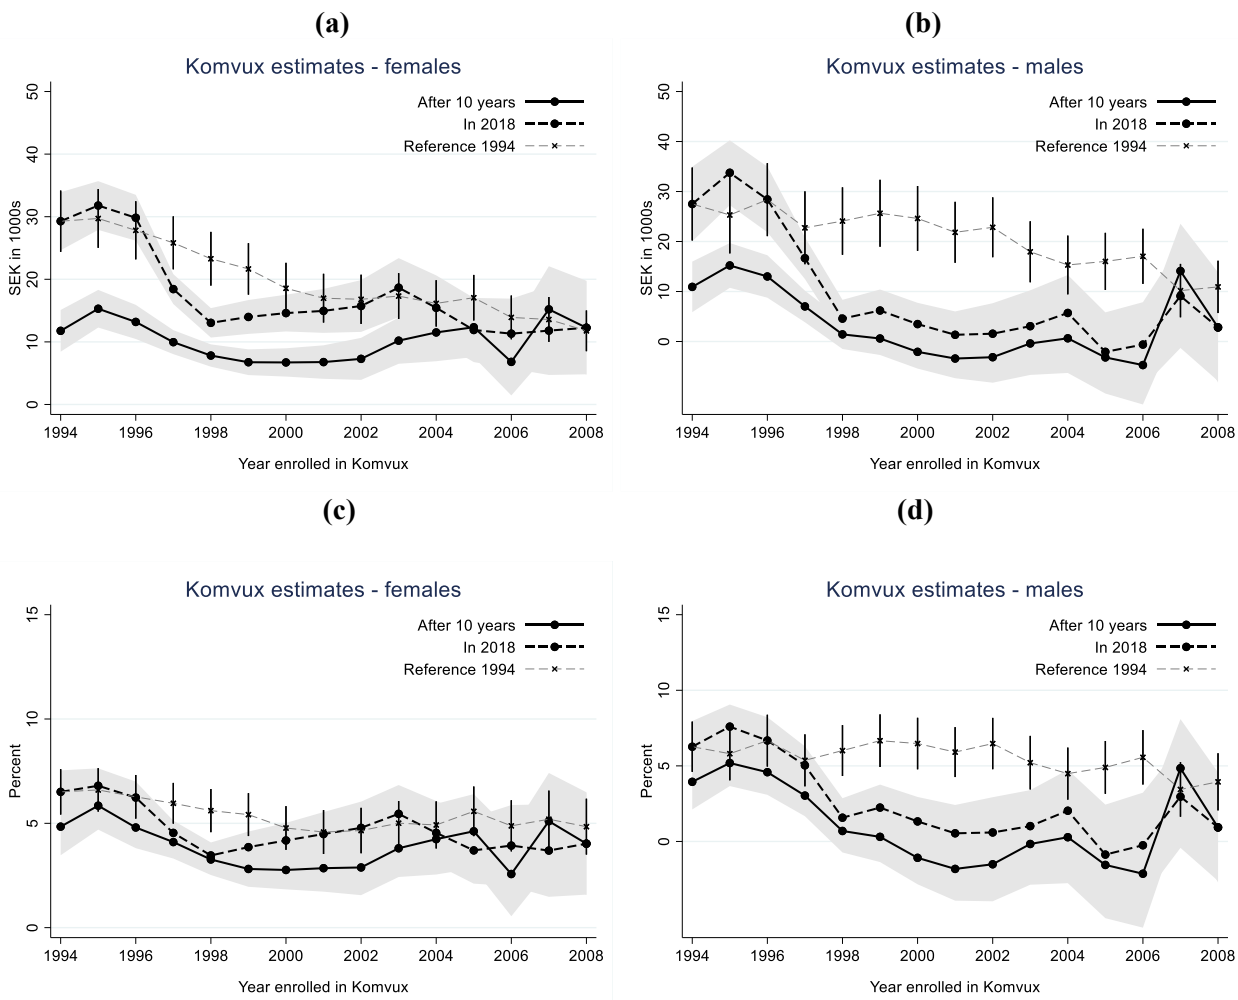 (a)
Komvux estimates - females
After 10 years
In 2018
Reference 1994
SEK in 1000s
50
40
30
20
10
0
1994 1996 1998 2000 2002 2004 2006 2008
Year enrolled in Komvux
(b)
Komvux estimates - males
After 10 years
In 2018
Reference 1994
SEK in 1000s
50
40
30
20
10
0
1994 1996 1998 2000 2002 2004 2006 2008
Year enrolled in Komvux
(c)
Komvux estimates - females
After 10 years
In 2018
Reference 1994
Percent
15
10
5
0
1994 1996 1998 2000 2002 2004 2006 2008
Year enrolled in Komvux
(d)
Komvux estimates - males
After 10 years
In 2018
Reference 1994
Percent
15
10
5
0
1994 1996 1998 2000 2002 2004 2006 2008
Year enrolled in Komvux